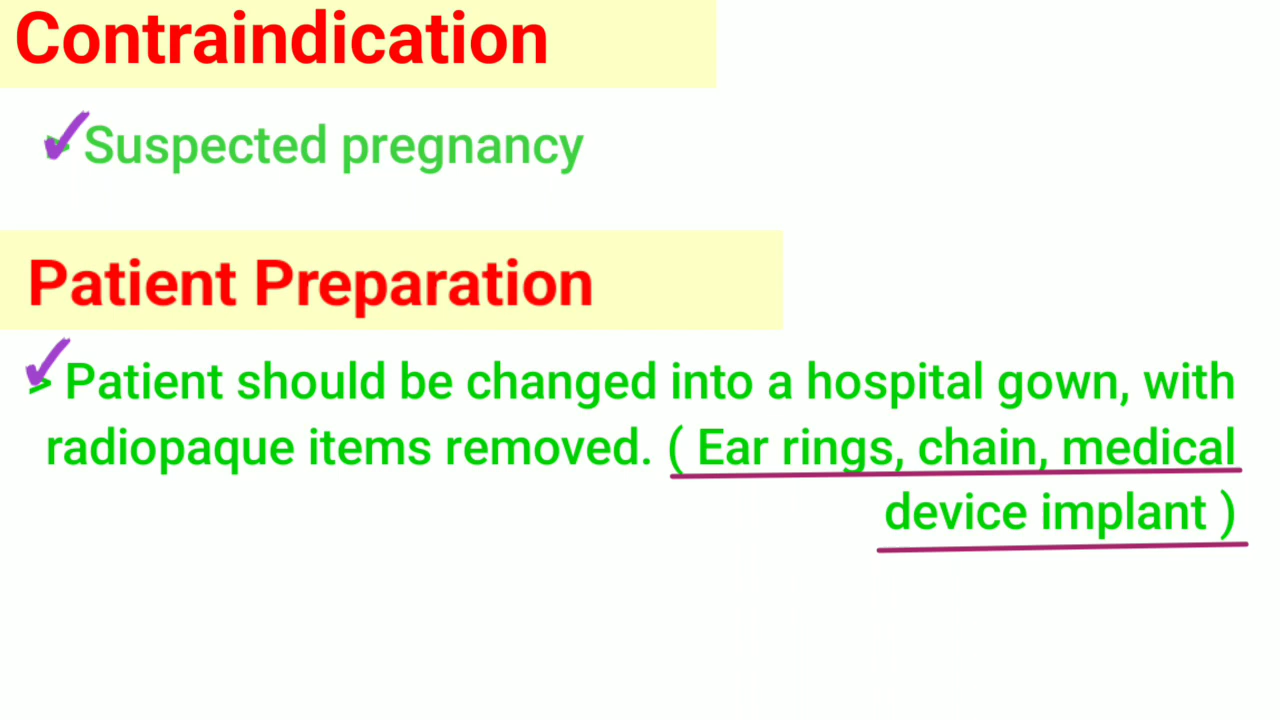 Contraindication
> Suspected pregnancy
Patient Preparation
> Patient should be changed into a hospital gown, with
radiopaque items removed. ( Ear rings, chain, medical
device implant )